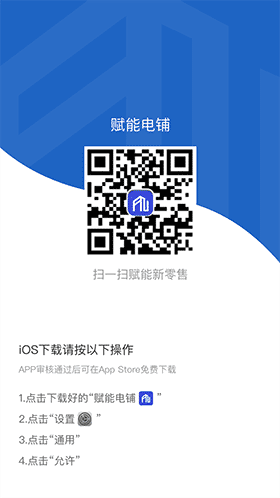 赋能电铺
扫一扫赋能新零售
iOS下载请按以下操作
APP审核通过后可在App Store免费下载
1.点击下载好的“赋能电铺 ”
2.点击“设置 ”
3.点击“通用”
4.点击“允许”